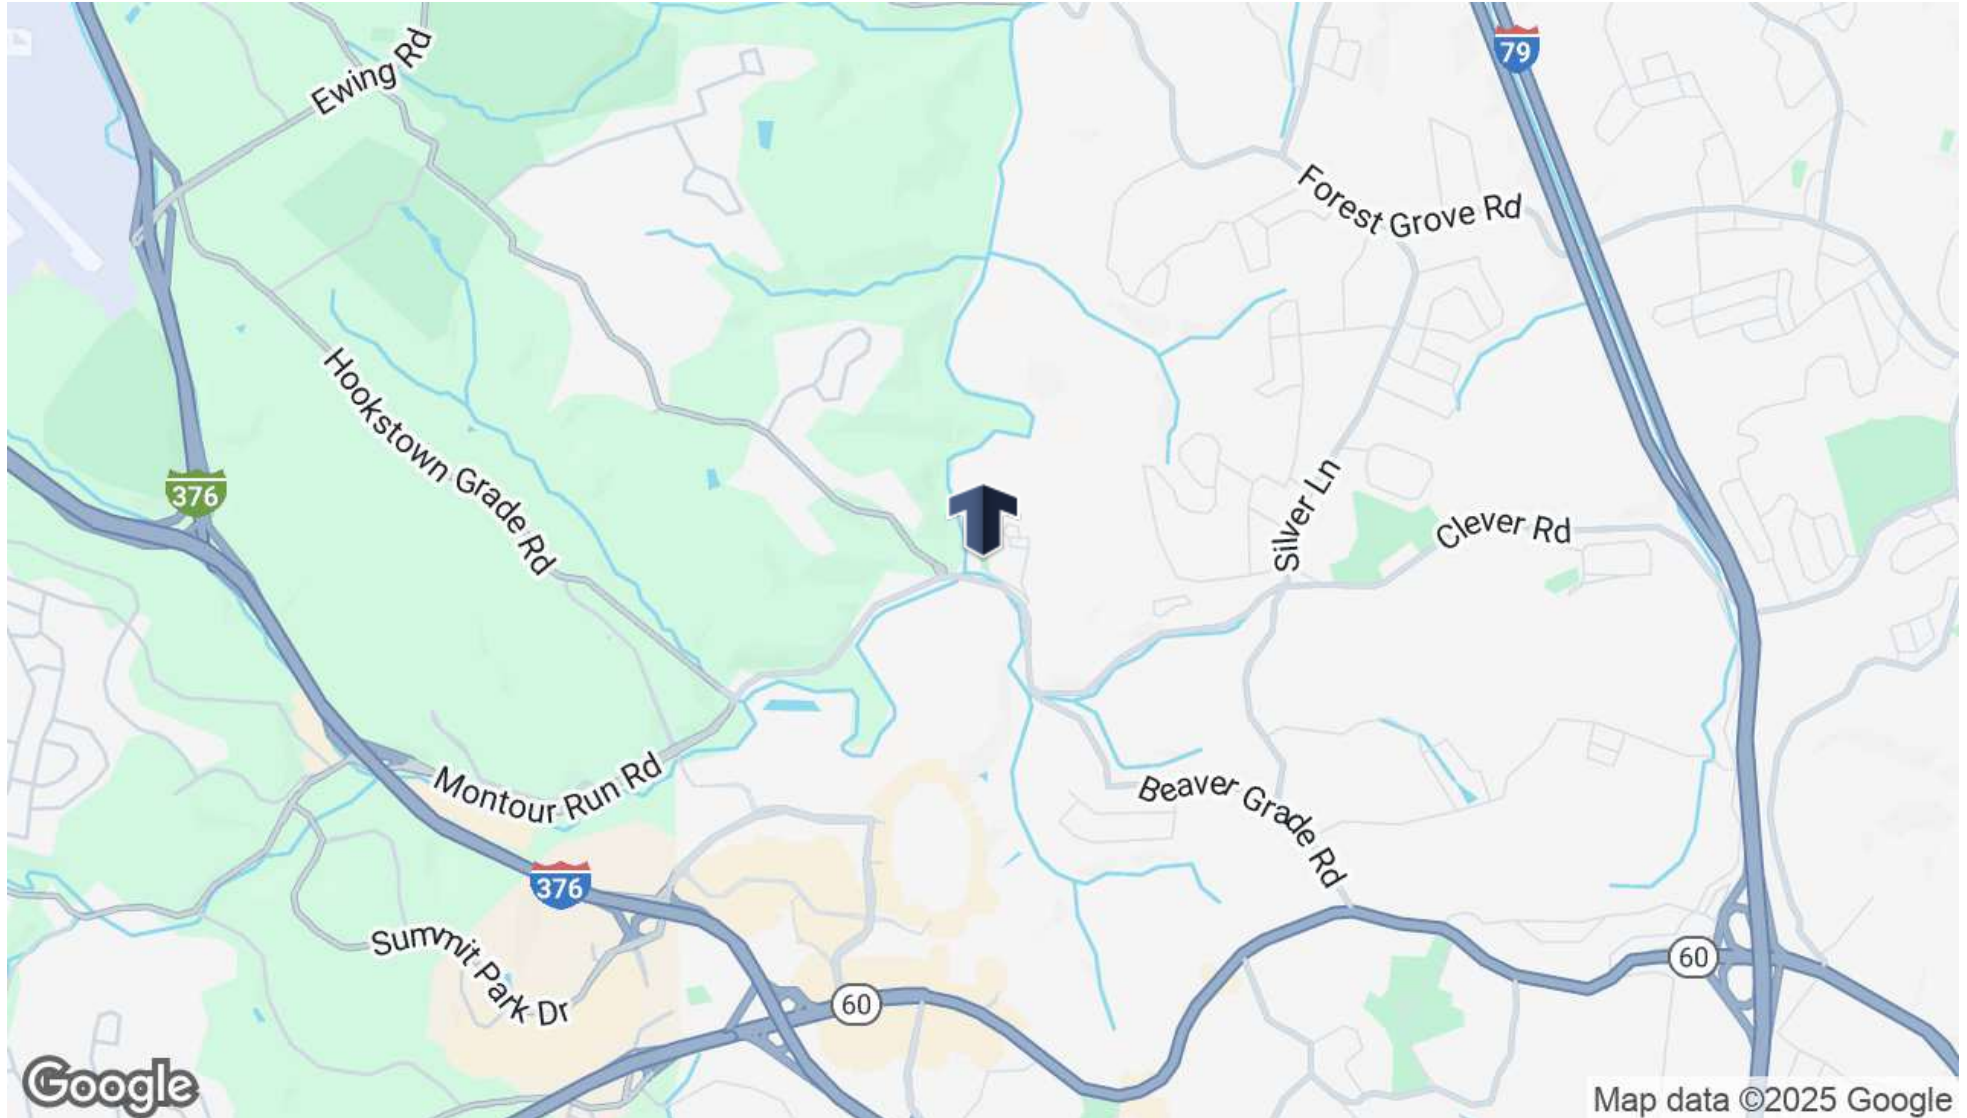 79
Ewing Rd
Forest Grove Rd
Hookstown Grade Rd
376
Silver Ln
Clever Rd
Montour Run Rd
Beaver Grade Rd
376
Summit Park Dr
60
60
Google
Map data ©2025 Google